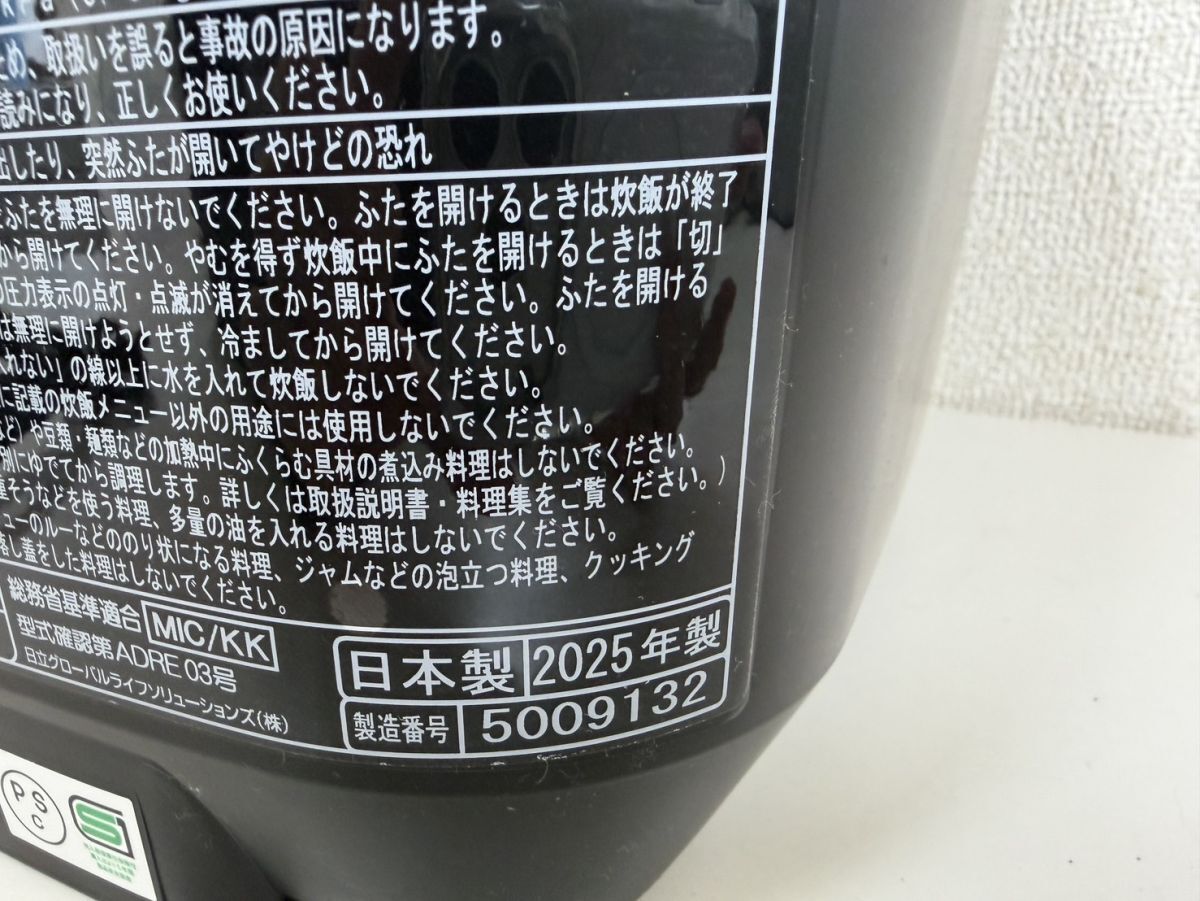 め、取扱いを誤ると事故の原因になります。
読みになり、正しくお使いください。
出したり、突然ふたが開いてやけどの恐れ
ふたを無理に開けないでください。ふたを開けるときは炊飯が終了
から開けてください。やむを得ず炊飯中にふたを開けるときは「切」
圧力表示の点灯・点滅が消えてから開けてください。ふたを開ける
は無理に開けようとせず、冷ましてから開けてください。
れない」の線以上に水を入れて炊飯しないでください。
に記載の炊飯メニュー以外の用途には使用しないでください。
ど）や豆類・麺類などの加熱中にふくらむ具材の煮込み料理はしないでください。
別にゆでてから調理します。詳しくは取扱説明書・料理集をご覧ください。）
そうなどを使う料理、多量の油を入れる料理はしないでください。
ューのルーなどののり状になる料理、ジャムなどの泡立つ料理、クッキング
落し蓋をした料理はしないでください。
総務省基準適合 MIC/KK
型式確認第ADRE03号
日立グローバルライフソリューションズ(株)
日本製 2025年製
製造番号 5009132
PS
C